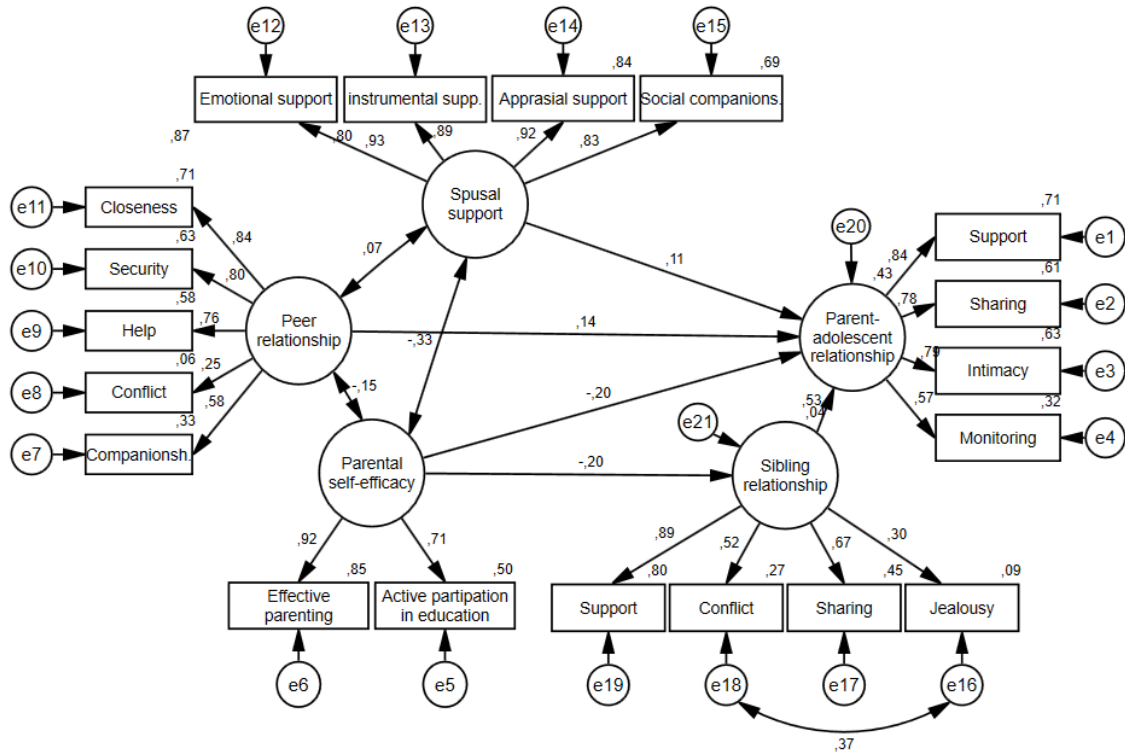 e12
e13
e14
e15
,84
,69
Emotional support
instrumental supp.
Apprasial support
Social companions.
,87
,80
,93
,89
,92
,83
,71
e11
Closeness
Spusal
support
,63
,84
e10
Security
,80
,07
,58
e9
Help
,76
Peer
relationship
,06
,25
e8
Conflict
,58
,33
e7
Companionsh.
-,15
-,33
,11
,14
-,20
-,20
e20
,43
Parent-
adolescent
relationship
,84
,71
Support
e1
,61
,78
Sharing
e2
,63
,79
Intimacy
e3
,57
,32
Monitoring
e4
,53
,04
e21
Parental
self-efficacy
Sibling
relationship
,92
,71
,89
,52
,67
,30
,85
,50
,80
,27
,45
,09
Effective
parenting
Active partipation
in education
Support
Conflict
Sharing
Jealousy
e6
e5
e19
e18
e17
e16
,37